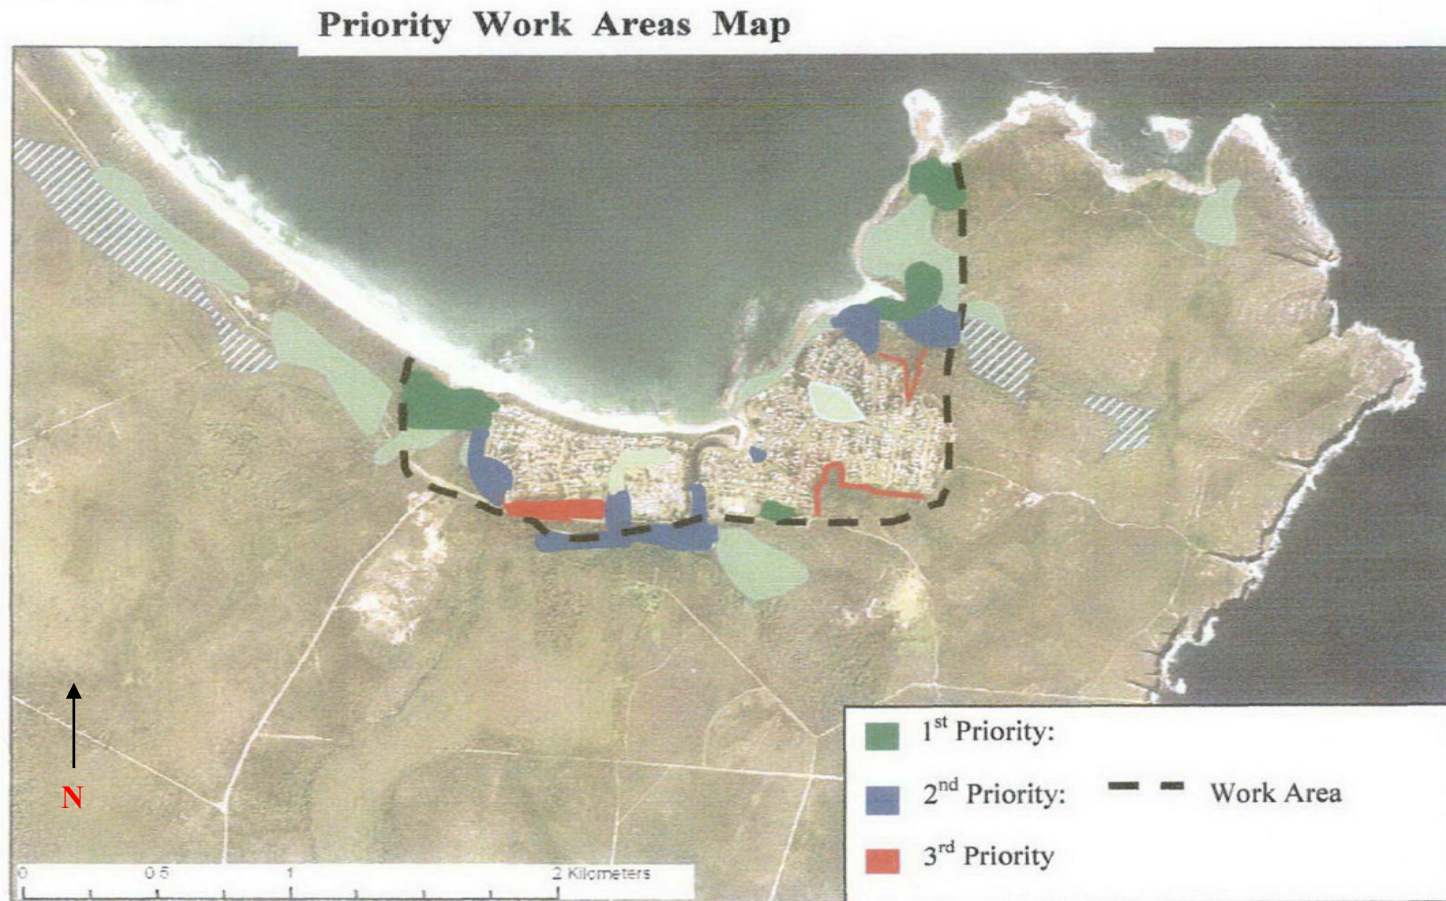 Priority Work Areas Map
N
1st Priority:
2nd Priority:
Work Area
3rd Priority
0 0.5 1 2 Kilometers